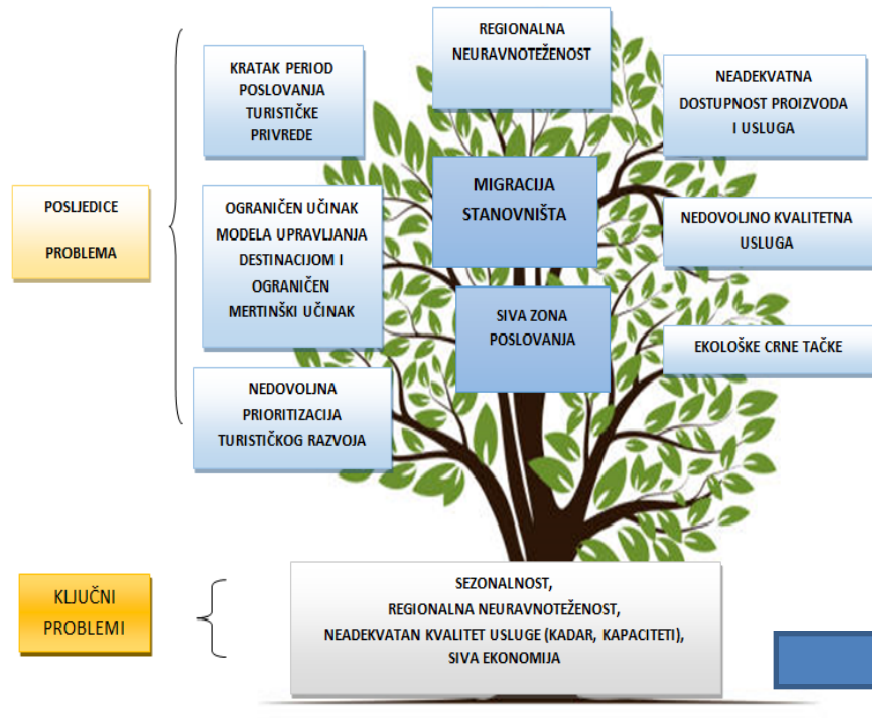 REGIONALNA
NEURAVNOTEŽENOST
KRATAK PERIOD
POSLOVANJA
TURISTIČKE
PRIVREDE
NEADEKVATNA
DOSTUPNOST PROIZVODA
I USLUGA
MIGRACIJA
STANOVNIŠTA
POSLJEDICE
PROBLEMA
OGRANIČEN UČINAK
MODELA UPRAVLJANJA
DESTINACIJOM I
OGRANIČEN
MERTINŠKI UČINAK
NEDOVOLJNO KVALITETNA
USLUGA
SIVA ZONA
POSLOVANJA
EKOLOŠKE CRNE TAČKE
NEDOVOLJNA
PRIORITIZACIJA
TURISTIČKOG RAZVOJA
KLJUČNI
PROBLEMI
SEZONALNOST,
REGIONALNA NEURAVNOTEŽENOST,
NEADEKVATAN KVALITET USLUGE (KADAR, KAPACITETI),
SIVA EKONOMIJA